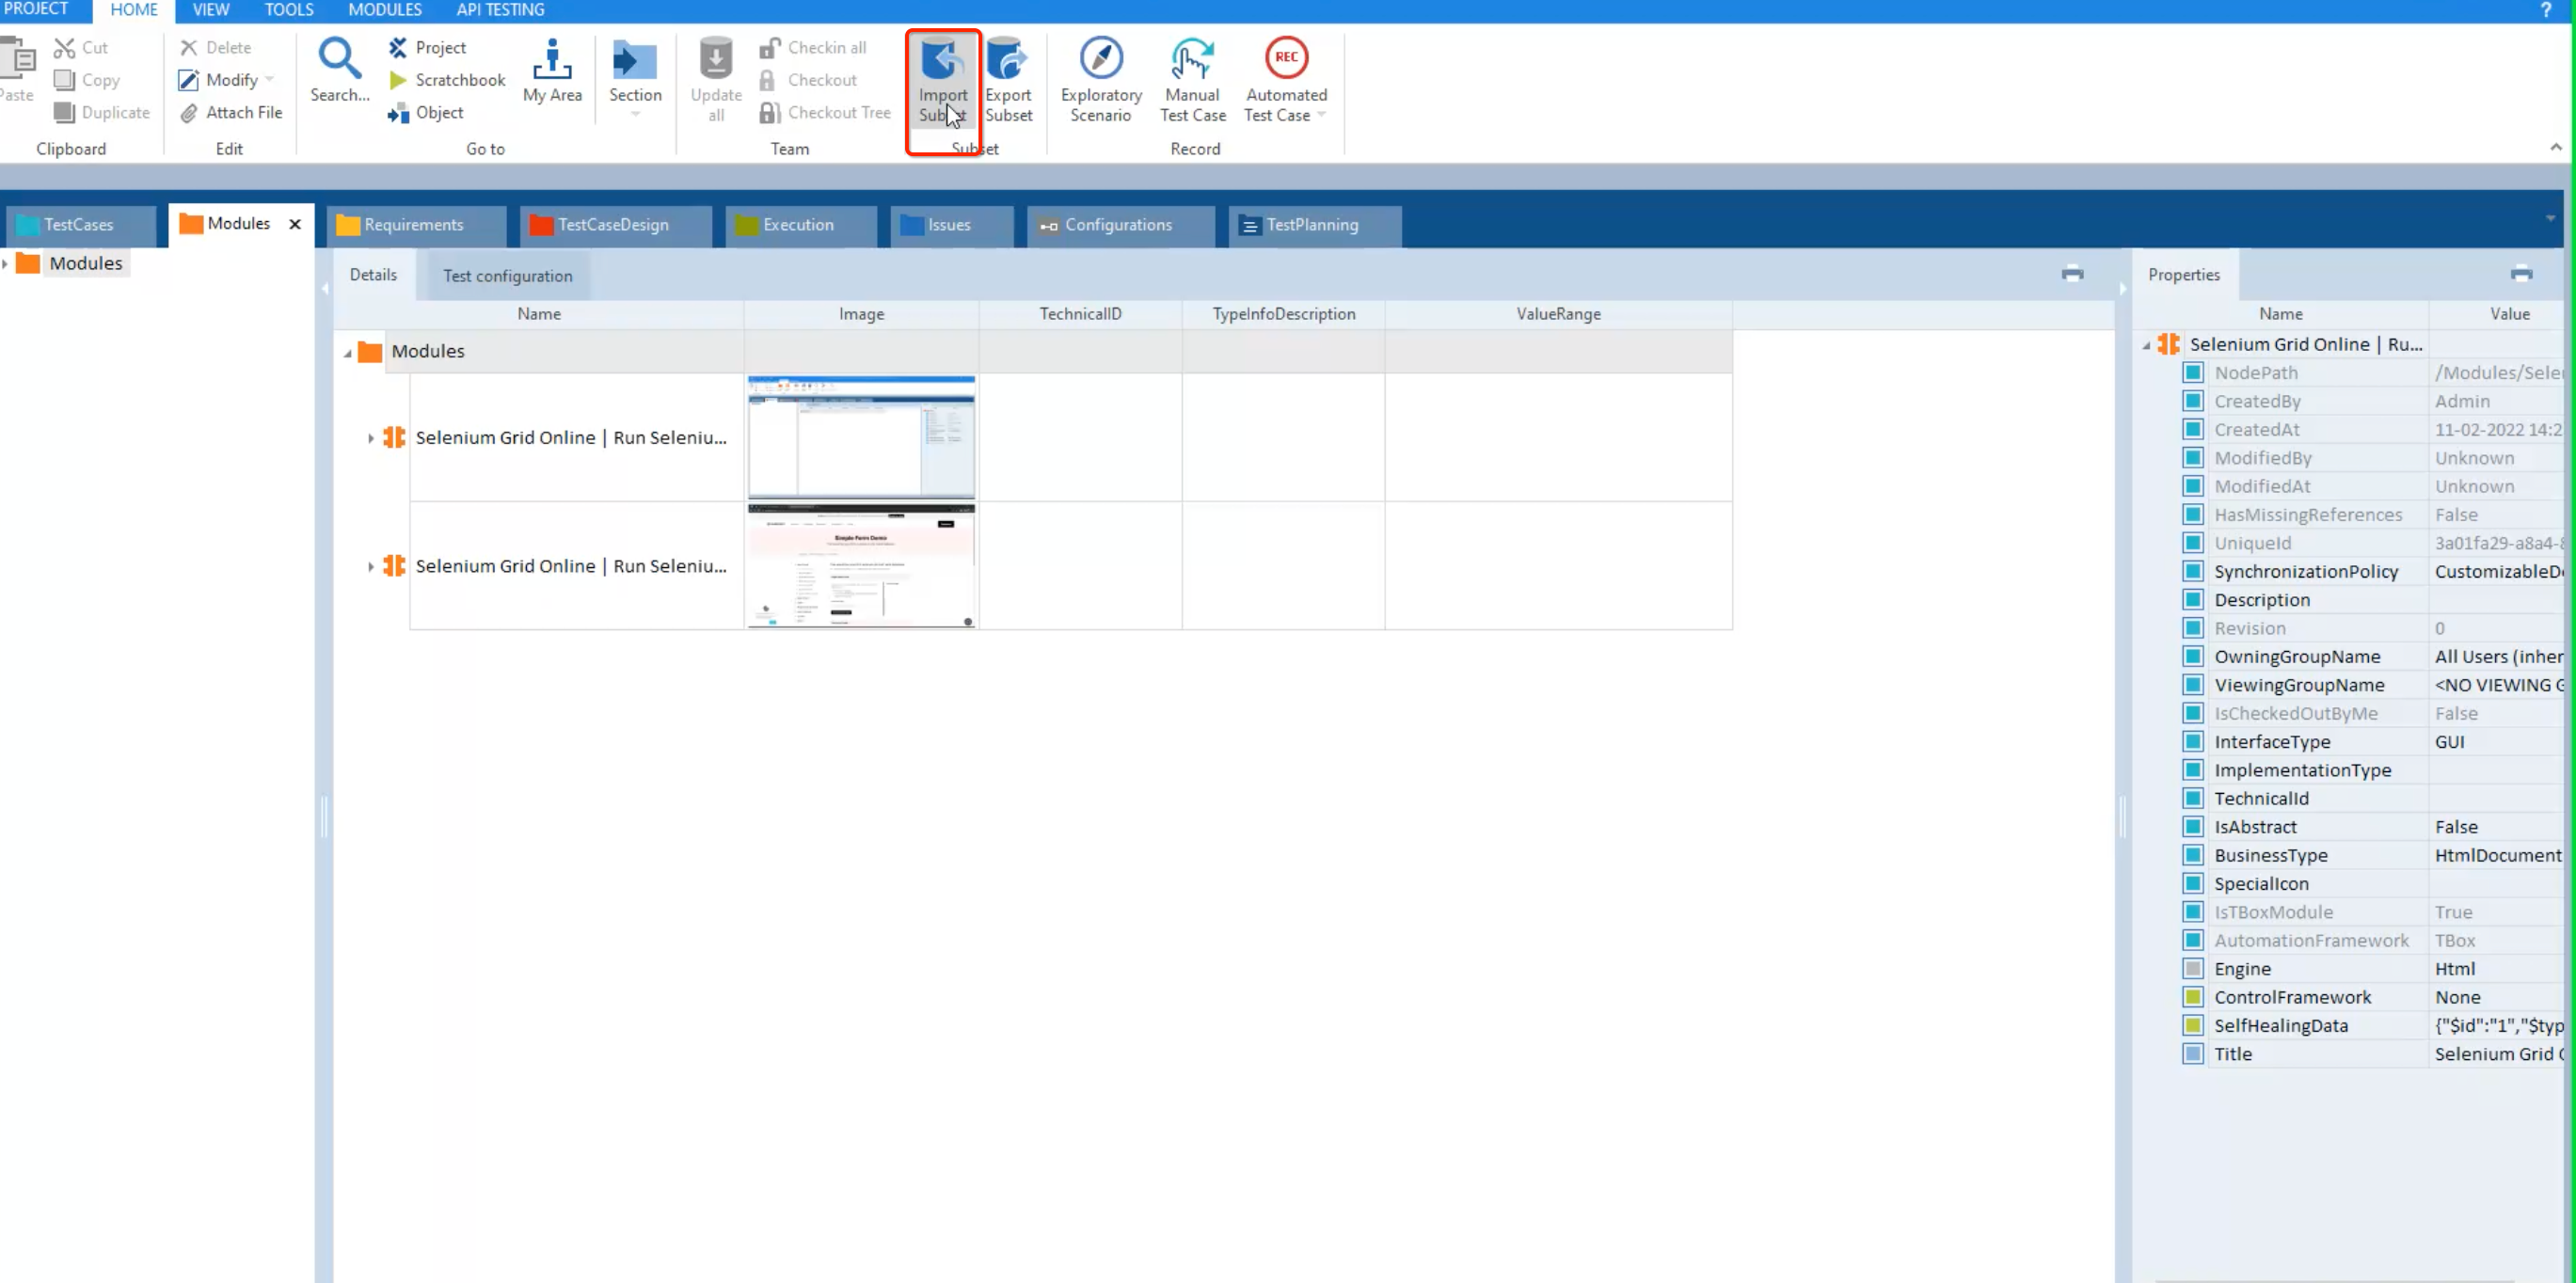 PROJECT HOME VIEW TOOLS MODULES API TESTING ?
Paste
Cut
Copy
Duplicate
Clipboard
Delete
Modify
Attach File
Edit
Search...
Project
Scratchbook
Object
My Area
Section
Go to
Update all
Checkin all
Checkout
Checkout Tree
Team
Import Subset
Export Subset
Subset
Exploratory Scenario
Manual Test Case
REC
Automated Test Case
Record
TestCases Modules Requirements TestCaseDesign Execution Issues Configurations TestPlanning
Modules
Details Test configuration
Name Image TechnicalID TypeInfoDescription ValueRange
Modules
Selenium Grid Online | Run Seleniu...
Selenium Grid Online | Run Seleniu...
Simple Form Demo
Properties
Name Value
Selenium Grid Online | Ru...
NodePath /Modules/Sele
CreatedBy Admin
CreatedAt 11-02-2022 14:2
ModifiedBy Unknown
ModifiedAt Unknown
HasMissingReferences False
UniqueId 3a01fa29-a8a4-8
SynchronizationPolicy CustomizableD
Description
Revision 0
OwningGroupName All Users (inher
ViewingGroupName <NO VIEWING G
IsCheckedOutByMe False
InterfaceType GUI
ImplementationType
TechnicalId
IsAbstract False
BusinessType HtmlDocument
SpecialIcon
IsTBoxModule True
AutomationFramework TBox
Engine Html
ControlFramework None
SelfHealingData {"$id":"1","$typ
Title Selenium Grid